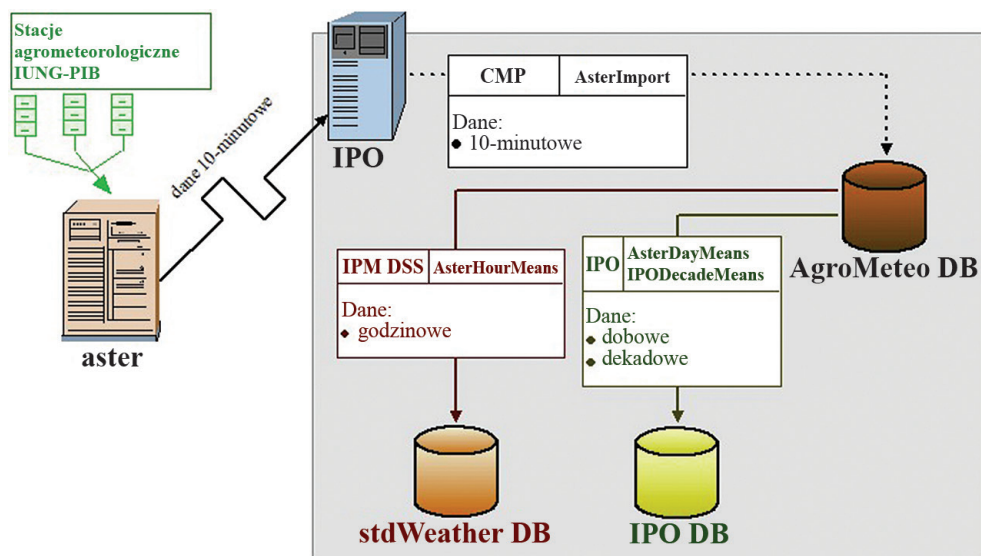 Stacje
agrometeorologiczne
IUNG-PIB
dane 10-minutowe
aster
IPO
CMP
AsterImport
Dane:
10-minutowe
AgroMeteo DB
IPM DSS
AsterHourMeans
Dane:
godzinowe
IPO
AsterDayMeans
IPODecadeMeans
Dane:
dobowe
dekadowe
stdWeather DB
IPO DB